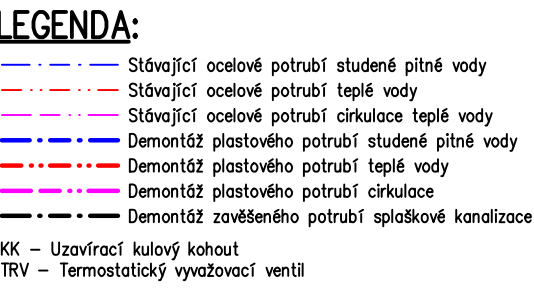 LEGENDA:
Stávající ocelové potrubí studené pitné vody
Stávající ocelové potrubí teplé vody
Stávající ocelové potrubí cirkulace teplé vody
Demontáž plastového potrubí studené pitné vody
Demontáž plastového potrubí teplé vody
Demontáž plastového potrubí cirkulace
Demontáž zavěšeného potrubí splaškové kanalizace
KK – Uzavírací kulový kohout
TRV – Termostatický vyvažovací ventil